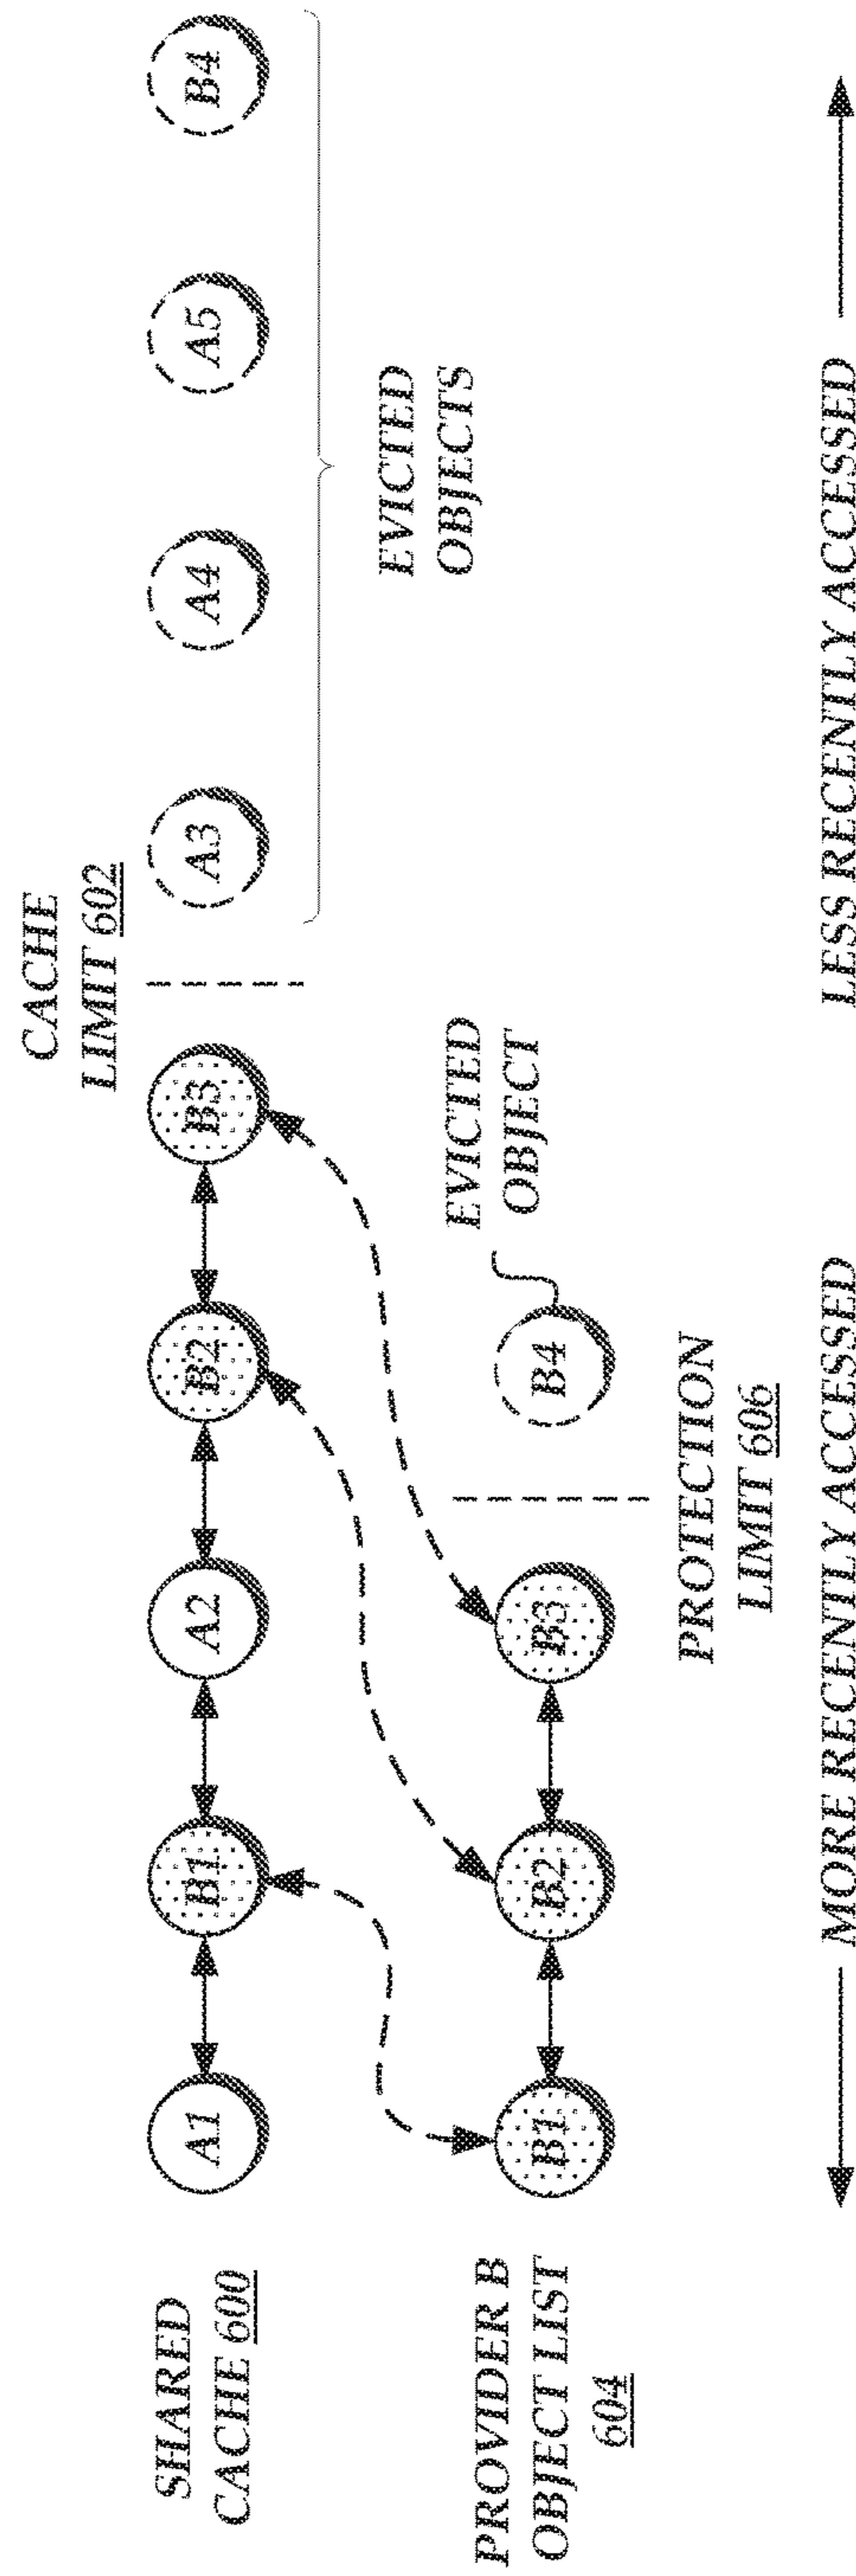 CACHE
LIMIT 602
SHARED
CACHE 600
A1
B1
A2
B2
B3
A3
A4
A5
B4
EVICTED
OBJECTS
PROVIDER B
OBJECT LIST
604
B1
B2
B3
B4
EVICTED
OBJECT
PROTECTION
LIMIT 606
MORE RECENTLY ACCESSED
LESS RECENTLY ACCESSED